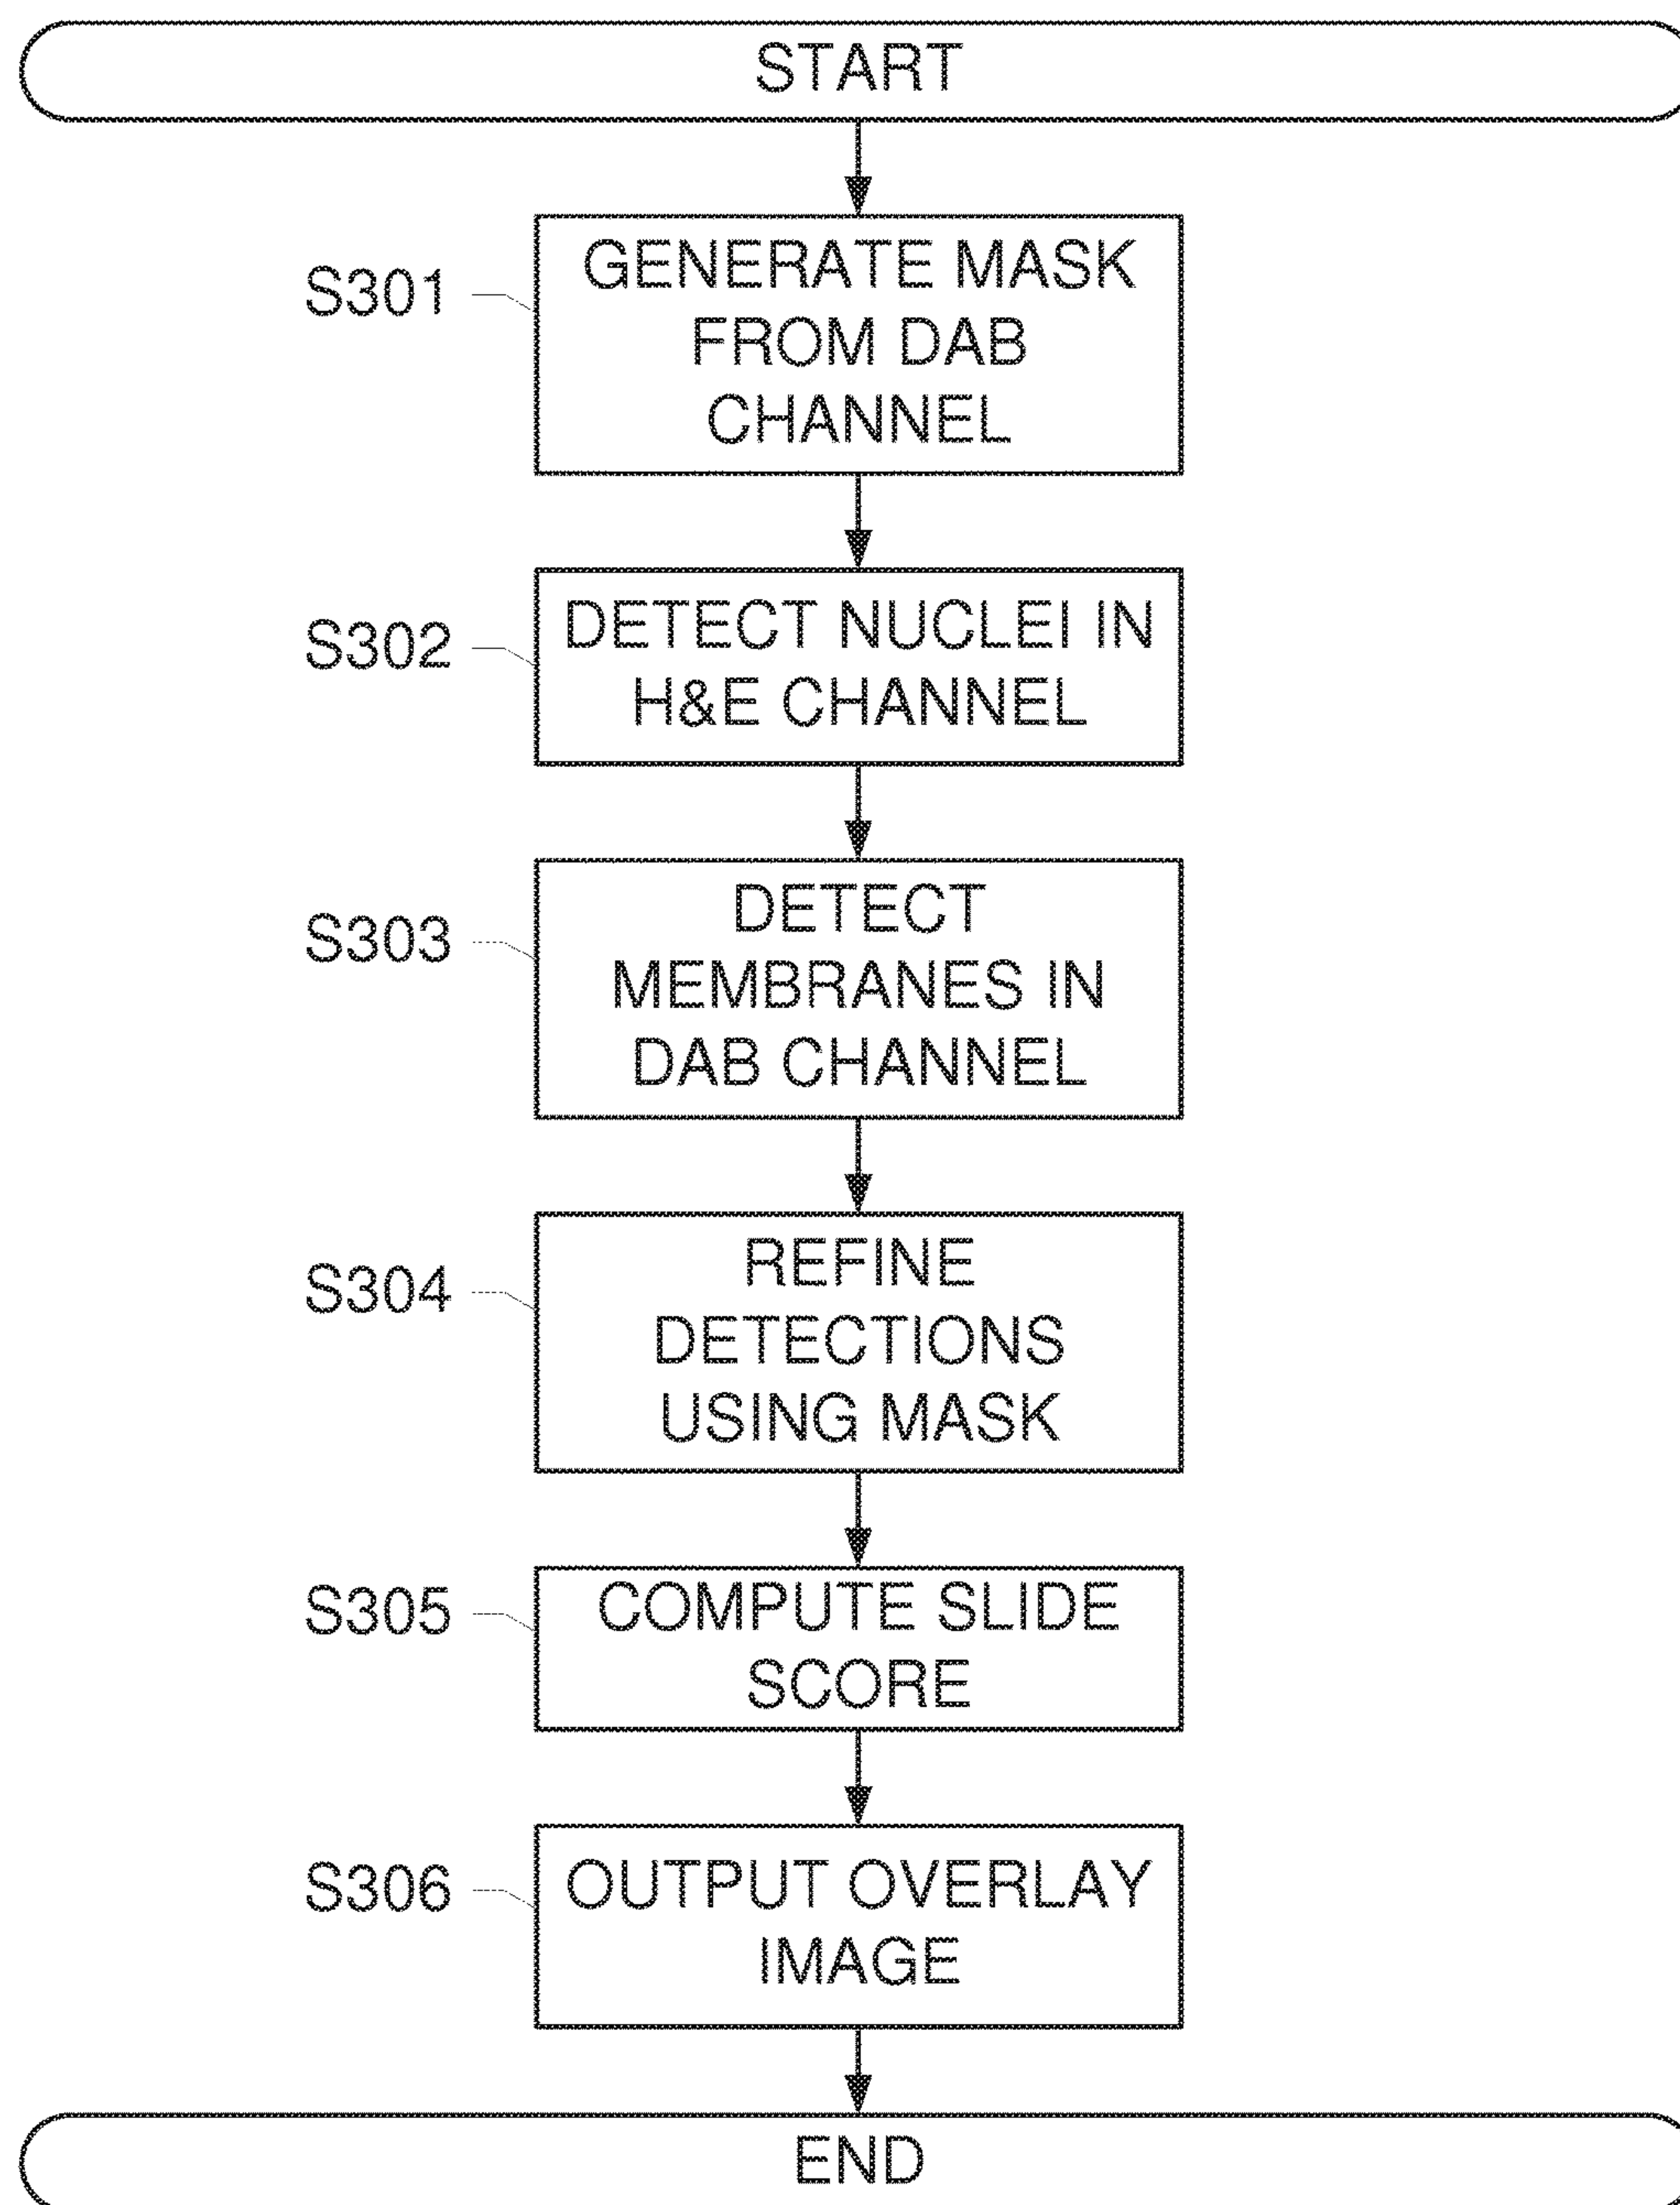 START
S301
GENERATE MASK
FROM DAB
CHANNEL
S302
DETECT NUCLEI IN
H&E CHANNEL
S303
DETECT
MEMBRANES IN
DAB CHANNEL
S304
REFINE
DETECTIONS
USING MASK
S305
COMPUTE SLIDE
SCORE
S306
OUTPUT OVERLAY
IMAGE
END